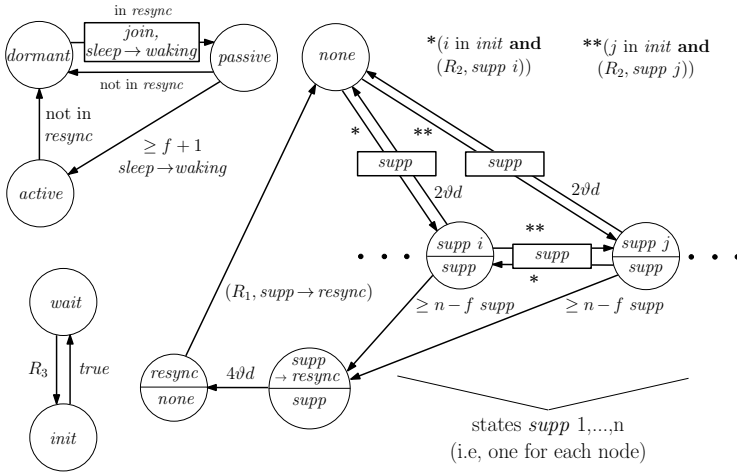 in resync
join,
sleep→waking
dormant
passive
not in resync
not in
resync
≥ f + 1
sleep→waking
active
none
*(i in init and
(R₂, supp i))
**(j in init and
(R₂, supp j))
*
**
supp
supp
2ϑd
2ϑd
supp i
supp
**
supp
*
supp j
supp
• • •
• • •
≥ n − f supp
≥ n − f supp
(R₁, supp→resync)
wait
R₃
true
init
resync
none
4ϑd
supp
→ resync
supp
states supp 1,...,n
(i.e, one for each node)